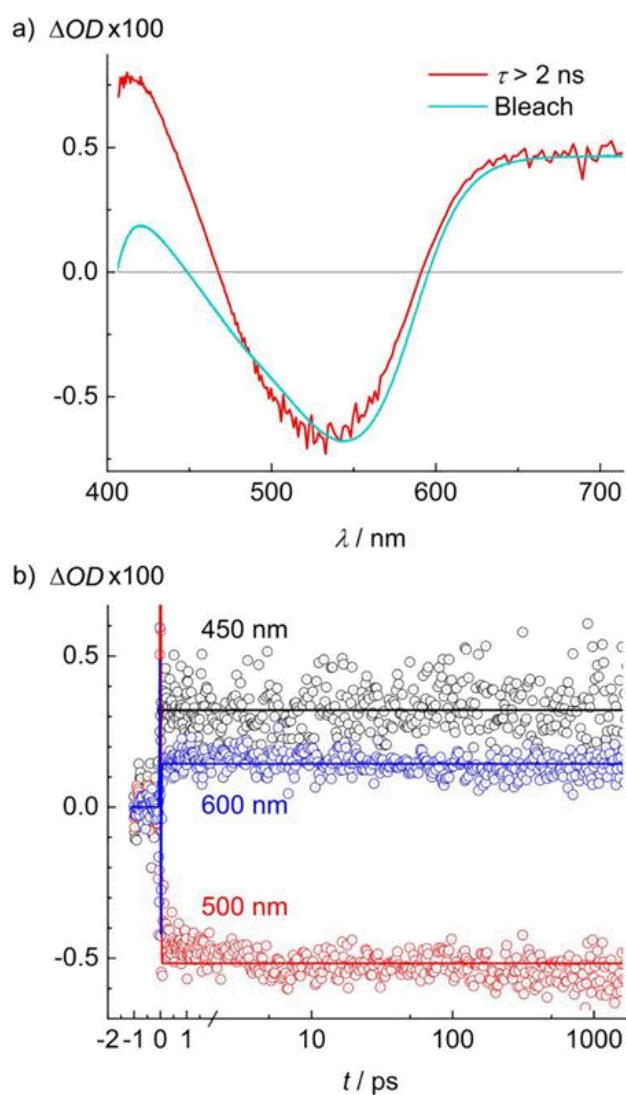 a) ΔOD x100
τ > 2 ns
Bleach
0.5
0.0
-0.5
400 500 600 700
λ / nm
b) ΔOD x100
450 nm
0.5
600 nm
0.0
500 nm
-0.5
-2 -1 0 1 10 100 1000
t / ps